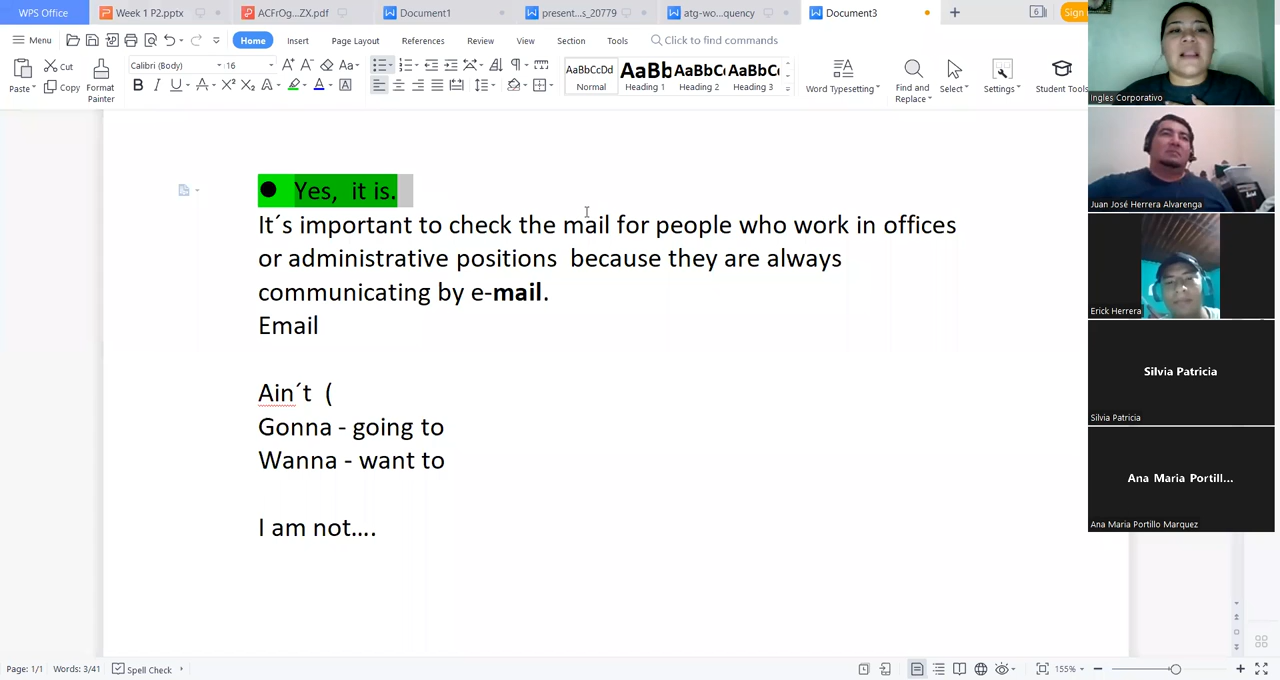 WPS Office
Week 1 P2.pptx
ACFrOg...ZX.pdf
Document1
present...s_20779
atg-wo...quency
Document3
6
Sign
Menu
Home
Insert
Page Layout
References
Review
View
Section
Tools
Click to find commands
Paste
Cut
Copy
Format
Painter
Calibri (Body)
16
B I U
AaBbCcDd
Normal
AaBb
Heading 1
AaBbCc
Heading 2
AaBbCc
Heading 3
Word Typesetting
Find and
Replace
Select
Settings
Student Tools
● Yes, it is.
It´s important to check the mail for people who work in offices
or administrative positions because they are always
communicating by e-mail.
Email
Ain´t (
Gonna - going to
Wanna - want to
I am not....
Ingles Corporativo
Juan José Herrera Alvarenga
Erick Herrera
Silvia Patricia
Silvia Patricia
Ana Maria Portill...
Ana Maria Portillo Marquez
Page: 1/1
Words: 3/41
Spell Check
155%